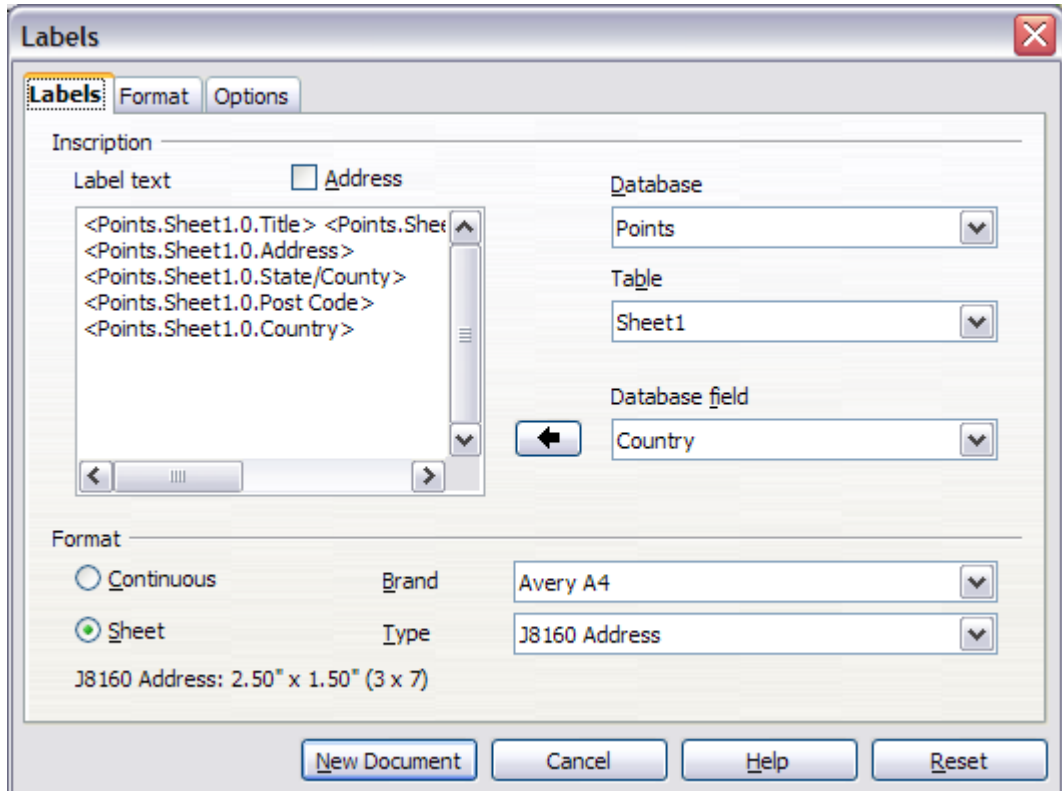 Labels
Labels Format Options
Inscription
Label text Address
<Points.Sheet1.0.Title> <Points.Shee
<Points.Sheet1.0.Address>
<Points.Sheet1.0.State/County>
<Points.Sheet1.0.Post Code>
<Points.Sheet1.0.Country>
Database
Points
Table
Sheet1
Database field
Country
Format
Continuous Brand Avery A4
Sheet Type J8160 Address
J8160 Address: 2.50" x 1.50" (3 x 7)
New Document Cancel Help Reset